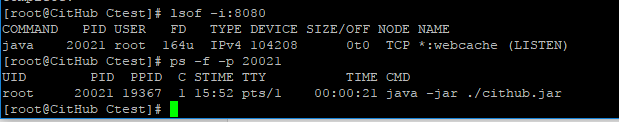 [root@CitHub Ctest]# lsof -i:8080
COMMAND   PID USER   FD   TYPE DEVICE SIZE/OFF NODE NAME
java    20021 root  164u  IPv4 104208      0t0  TCP *:webcache (LISTEN)
[root@CitHub Ctest]# ps -f -p 20021
UID        PID  PPID  C STIME TTY          TIME CMD
root     20021 19367  1 15:52 pts/1    00:00:21 java -jar ./cithub.jar
[root@CitHub Ctest]#